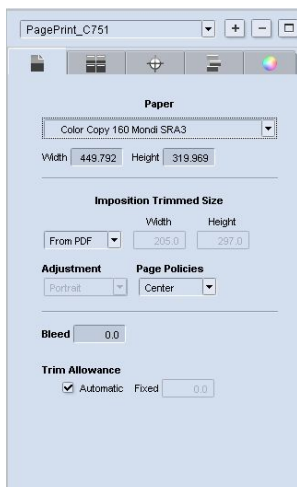 PagePrint_C751
Paper
Color Copy 160 Mondi SRA3
Width 449.792 Height 319.969
Imposition Trimmed Size
Width Height
From PDF 205.0 297.0
Adjustment Page Policies
Portrait Center
Bleed 0.0
Trim Allowance
Automatic Fixed 0.0